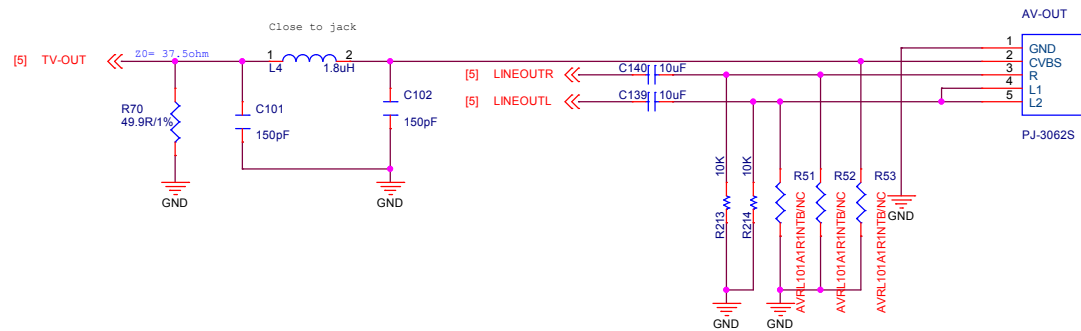 AV-OUT
Close to jack
[5] TV-OUT
Z0= 37.5ohm
1
2
L4
1.8uH
R70
49.9R/1%
C101
150pF
C102
150pF
GND
GND
[5] LINEOUTR
C140
10uF
[5] LINEOUTL
C139
10uF
1
2
3
4
5
GND
CVBS
R
L1
L2
PJ-3062S
10K
R213
10K
R214
R51
AVRL101A1R1NTB/NC
R52
AVRL101A1R1NTB/NC
R53
AVRL101A1R1NTB/NC
GND
GND
GND